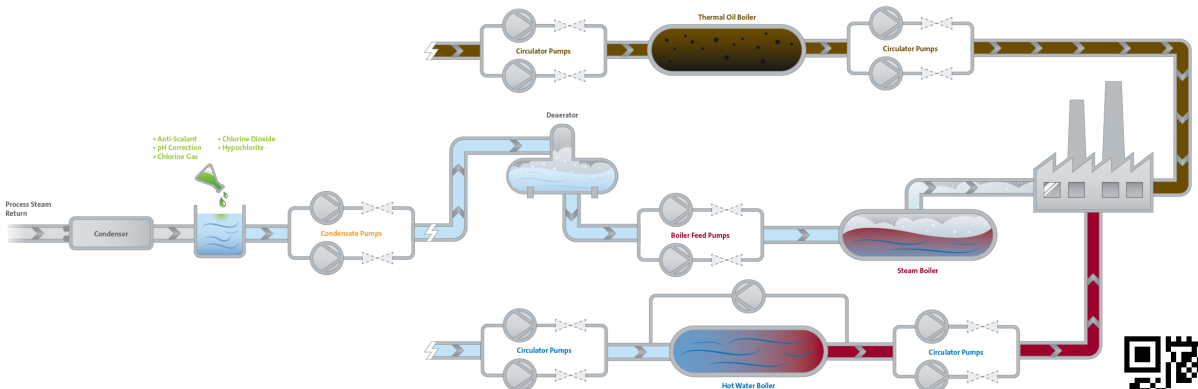 Thermal Oil Boiler
Circulator Pumps
Circulator Pumps
Deaerator
• Anti-Scalant
• pH Correction
• Chlorine Gas
• Chlorine Dioxide
• Hypochlorite
Process Steam
Return
Condenser
Condensate Pumps
Boiler Feed Pumps
Steam Boiler
Circulator Pumps
Circulator Pumps
Hot Water Boiler